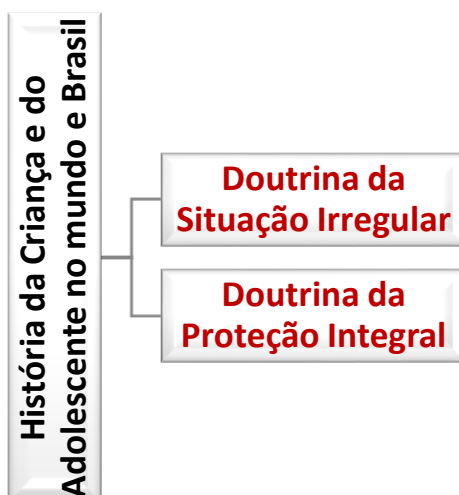 História da Criança e do
Adolescente no mundo e Brasil
Doutrina da
Situação Irregular
Doutrina da
Proteção Integral